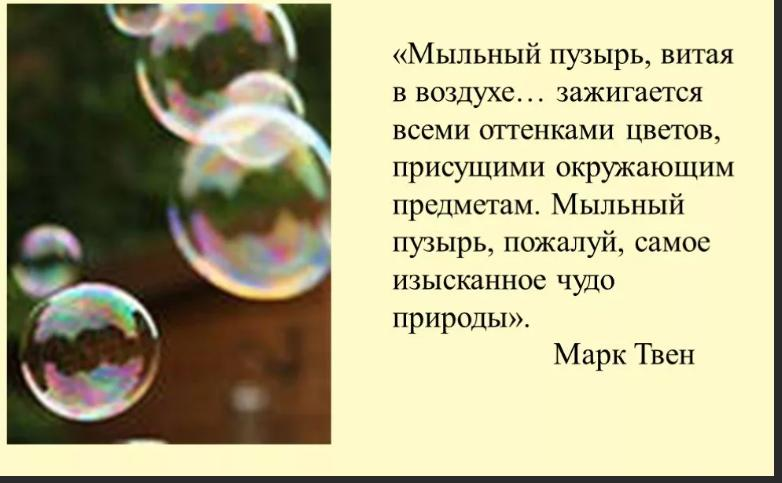 «Мыльный пузырь, витая
в воздухе… зажигается
всеми оттенками цветов,
присущими окружающим
предметам. Мыльный
пузырь, пожалуй, самое
изысканное чудо
природы».
Марк Твен